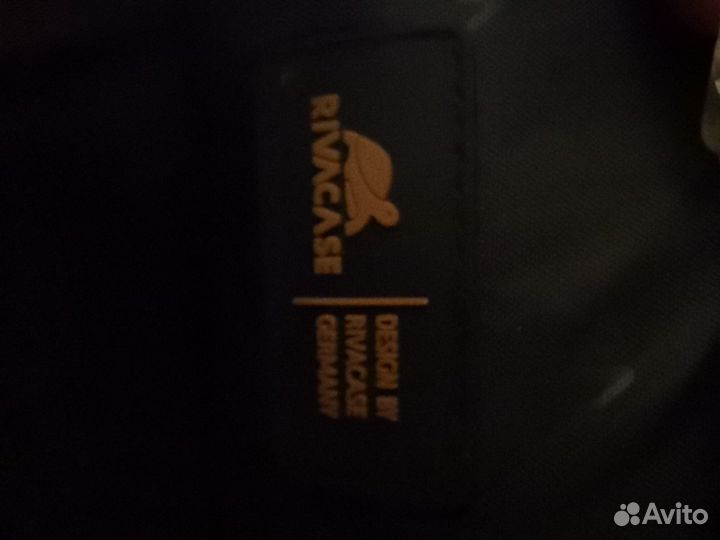 RIVACASE
DESIGN BY
RIVACASE
GERMANY
Avito